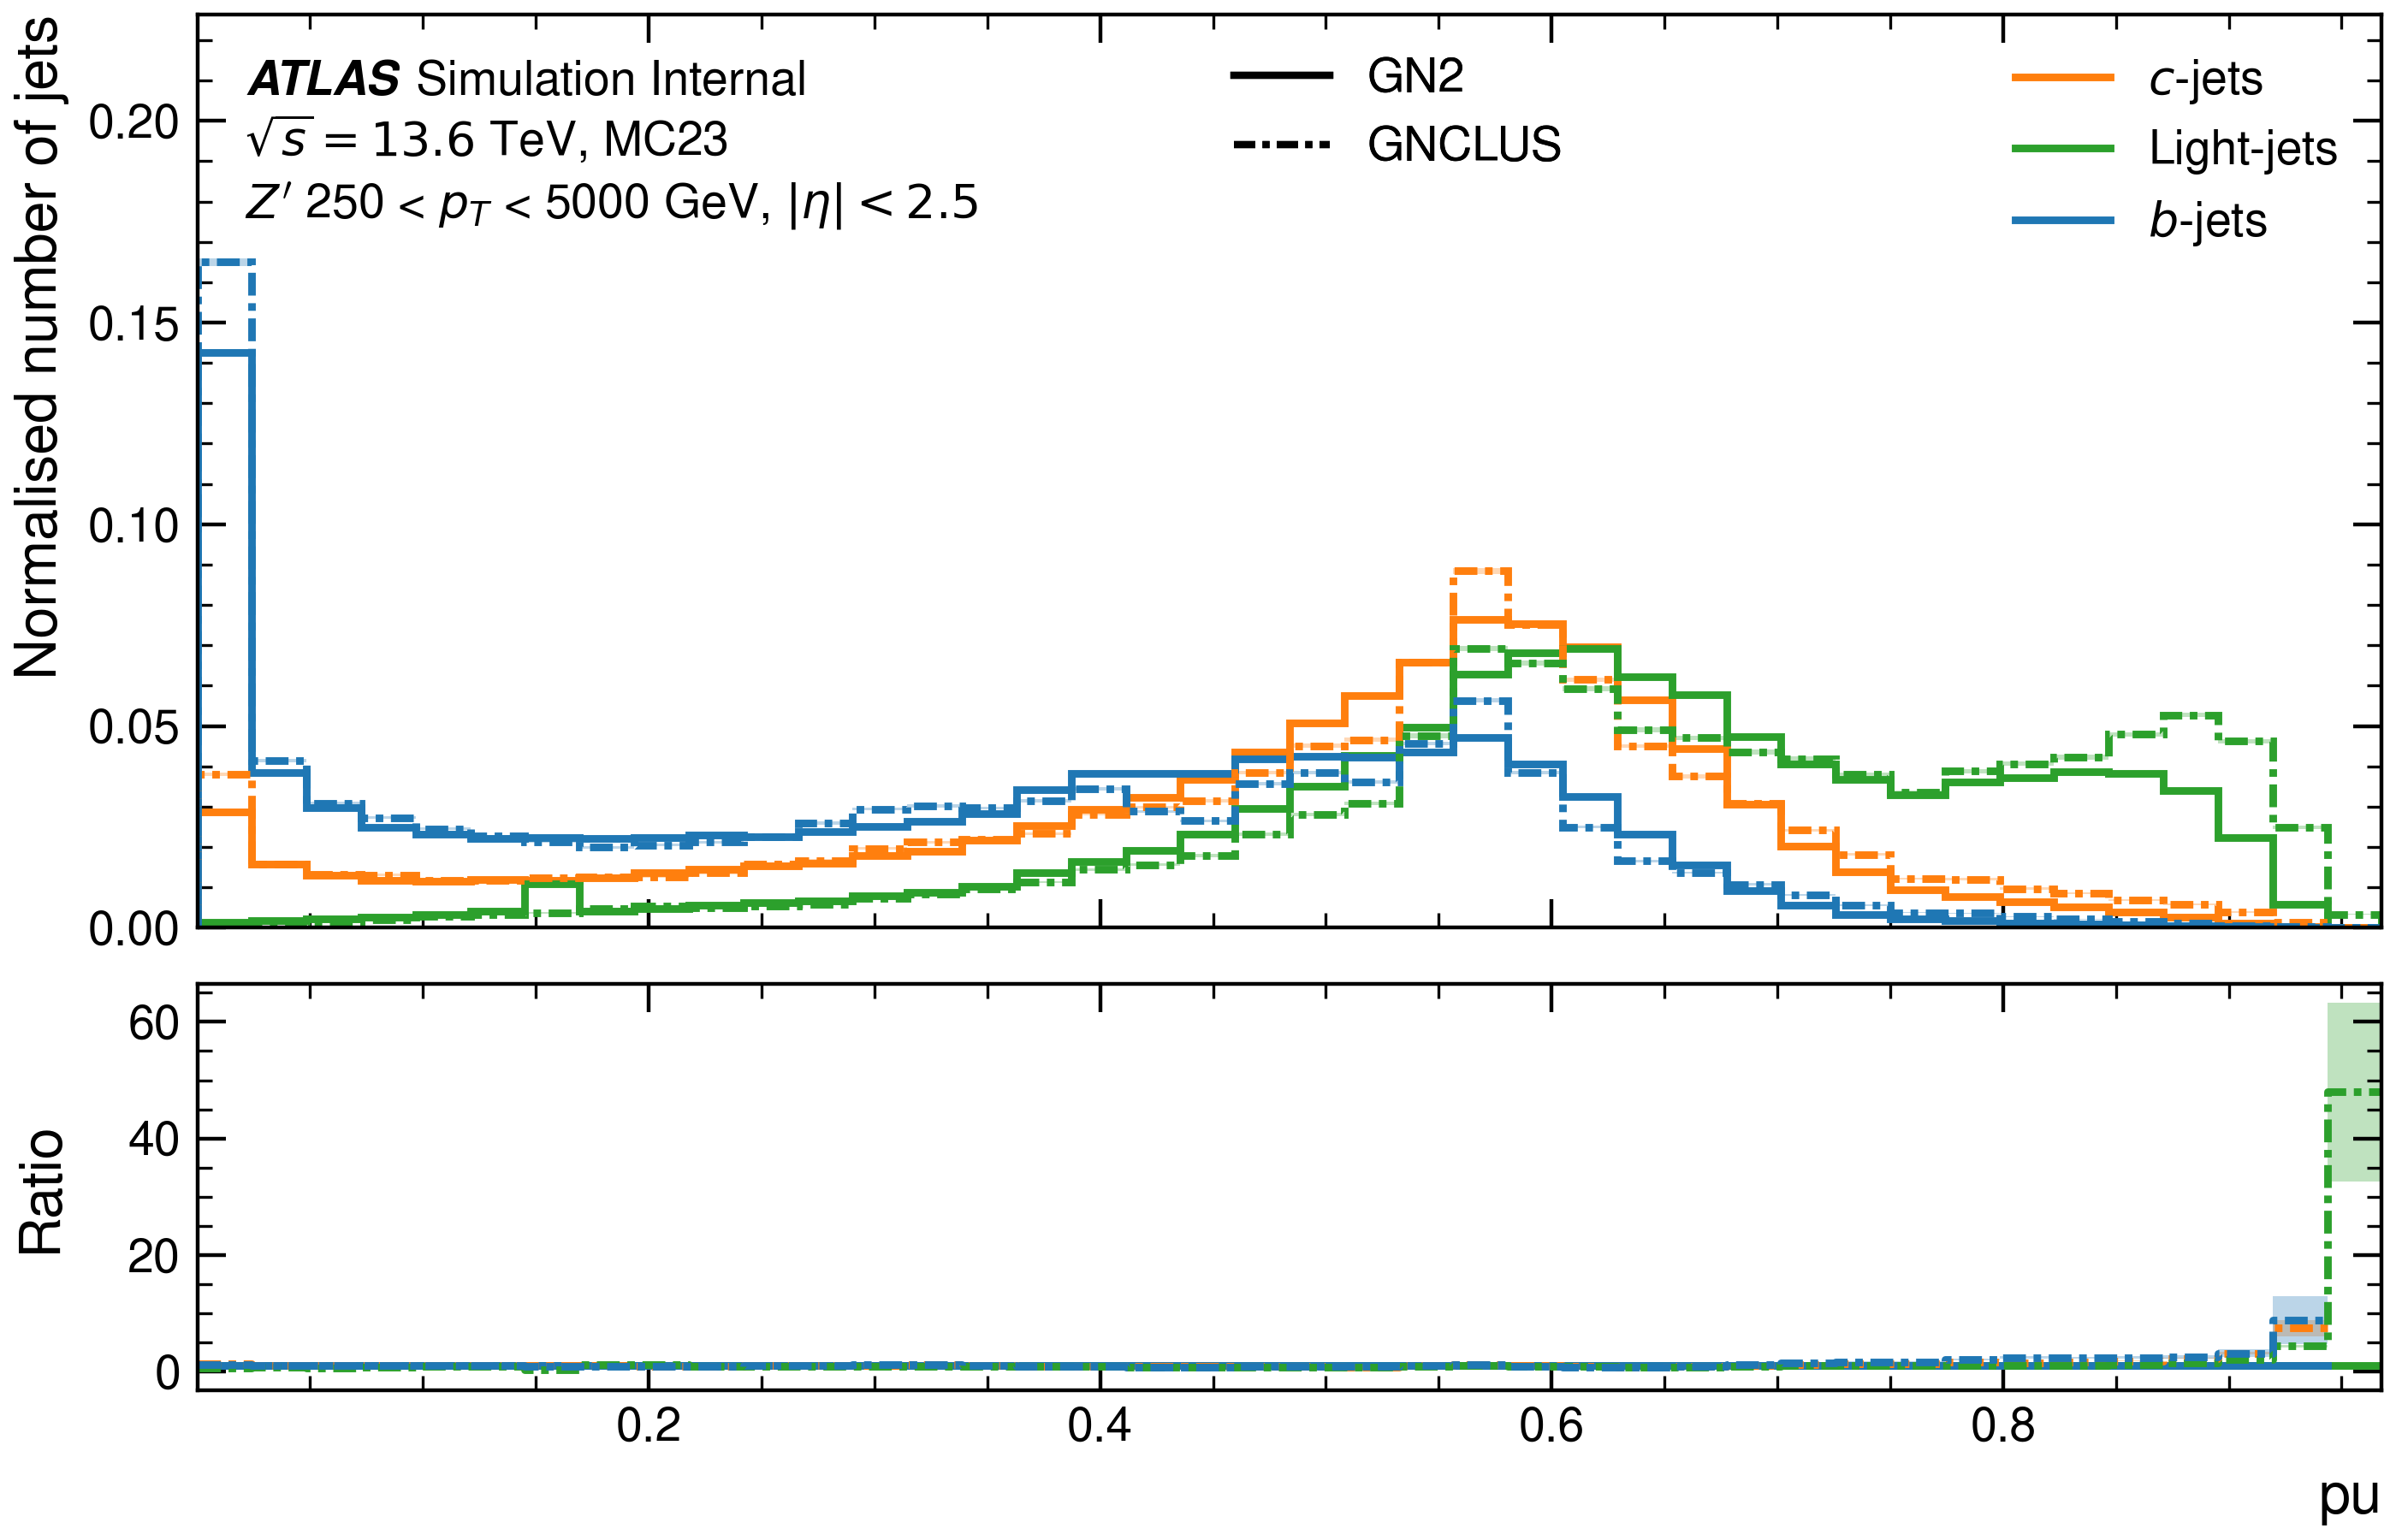 Normalised number of jets
ATLAS Simulation Internal
√s = 13.6 TeV, MC23
Z′ 250 < pT < 5000 GeV, |η| < 2.5
GN2
GNCLUS
c-jets
Light-jets
b-jets
0.20
0.15
0.10
0.05
0.00
Ratio
60
40
20
0
0.2 0.4 0.6 0.8
pu